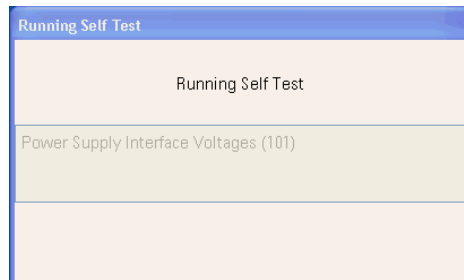 Running Self Test
Running Self Test
Power Supply Interface Voltages (101)